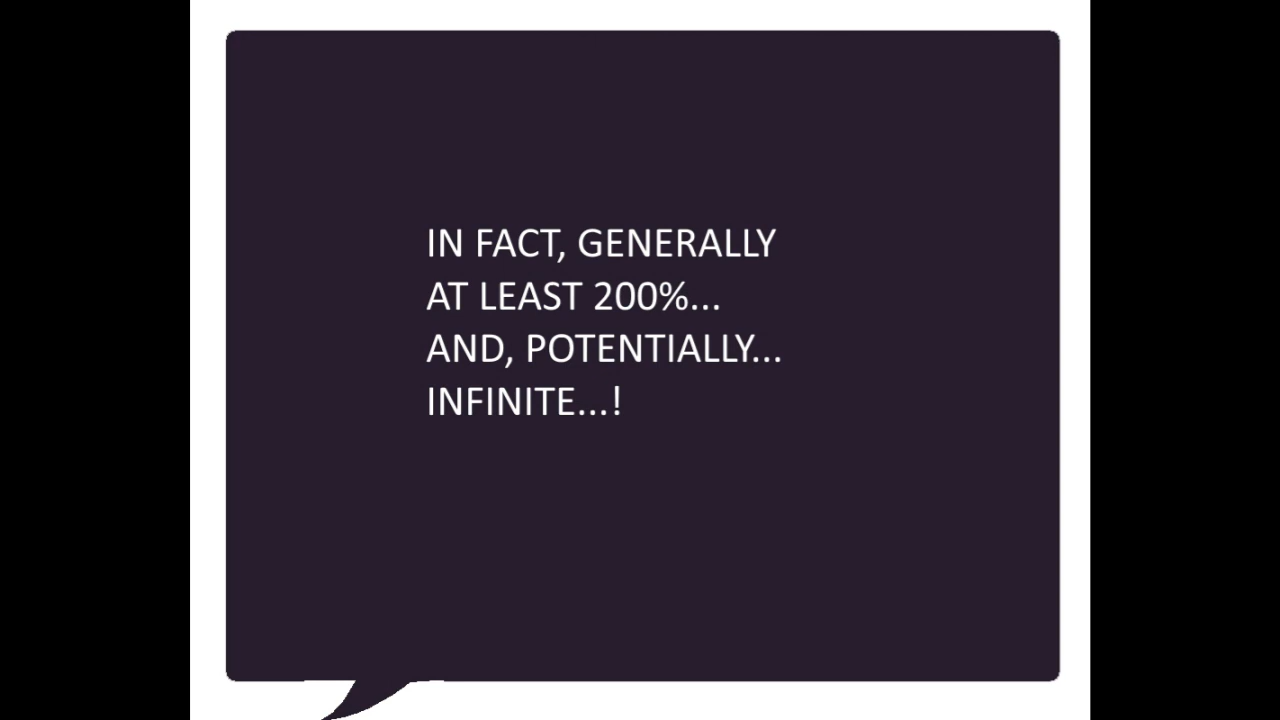 IN FACT, GENERALLY
AT LEAST 200%...
AND, POTENTIALLY...
INFINITE...!